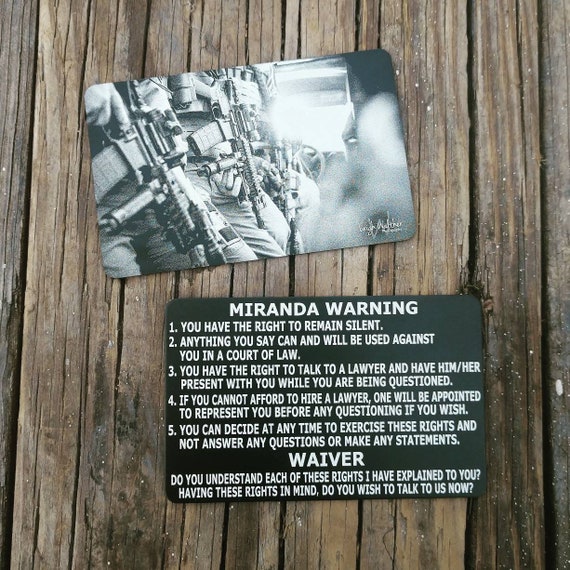 MIRANDA WARNING
1. YOU HAVE THE RIGHT TO REMAIN SILENT.
2. ANYTHING YOU SAY CAN AND WILL BE USED AGAINST
YOU IN A COURT OF LAW.
3. YOU HAVE THE RIGHT TO TALK TO A LAWYER AND HAVE HIM/HER
PRESENT WITH YOU WHILE YOU ARE BEING QUESTIONED.
4. IF YOU CANNOT AFFORD TO HIRE A LAWYER, ONE WILL BE APPOINTED
TO REPRESENT YOU BEFORE ANY QUESTIONING IF YOU WISH.
5. YOU CAN DECIDE AT ANY TIME TO EXERCISE THESE RIGHTS AND
NOT ANSWER ANY QUESTIONS OR MAKE ANY STATEMENTS.
WAIVER
DO YOU UNDERSTAND EACH OF THESE RIGHTS I HAVE EXPLAINED TO YOU?
HAVING THESE RIGHTS IN MIND, DO YOU WISH TO TALK TO US NOW?